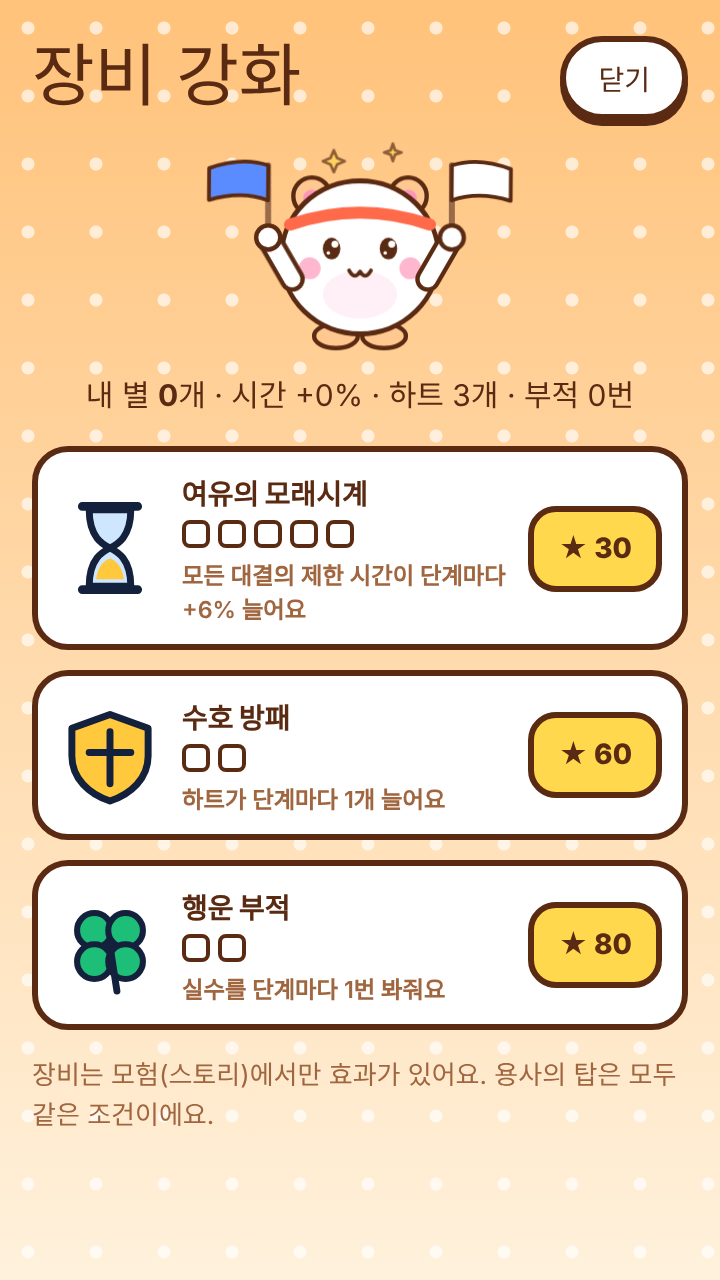 장비 강화
닫기
내 별 0개 · 시간 +0% · 하트 3개 · 부적 0번
여유의 모래시계
모든 대결의 제한 시간이 단계마다
+6% 늘어요
★ 30
수호 방패
하트가 단계마다 1개 늘어요
★ 60
행운 부적
실수를 단계마다 1번 봐줘요
★ 80
장비는 모험(스토리)에서만 효과가 있어요. 용사의 탑은 모두
같은 조건이에요.